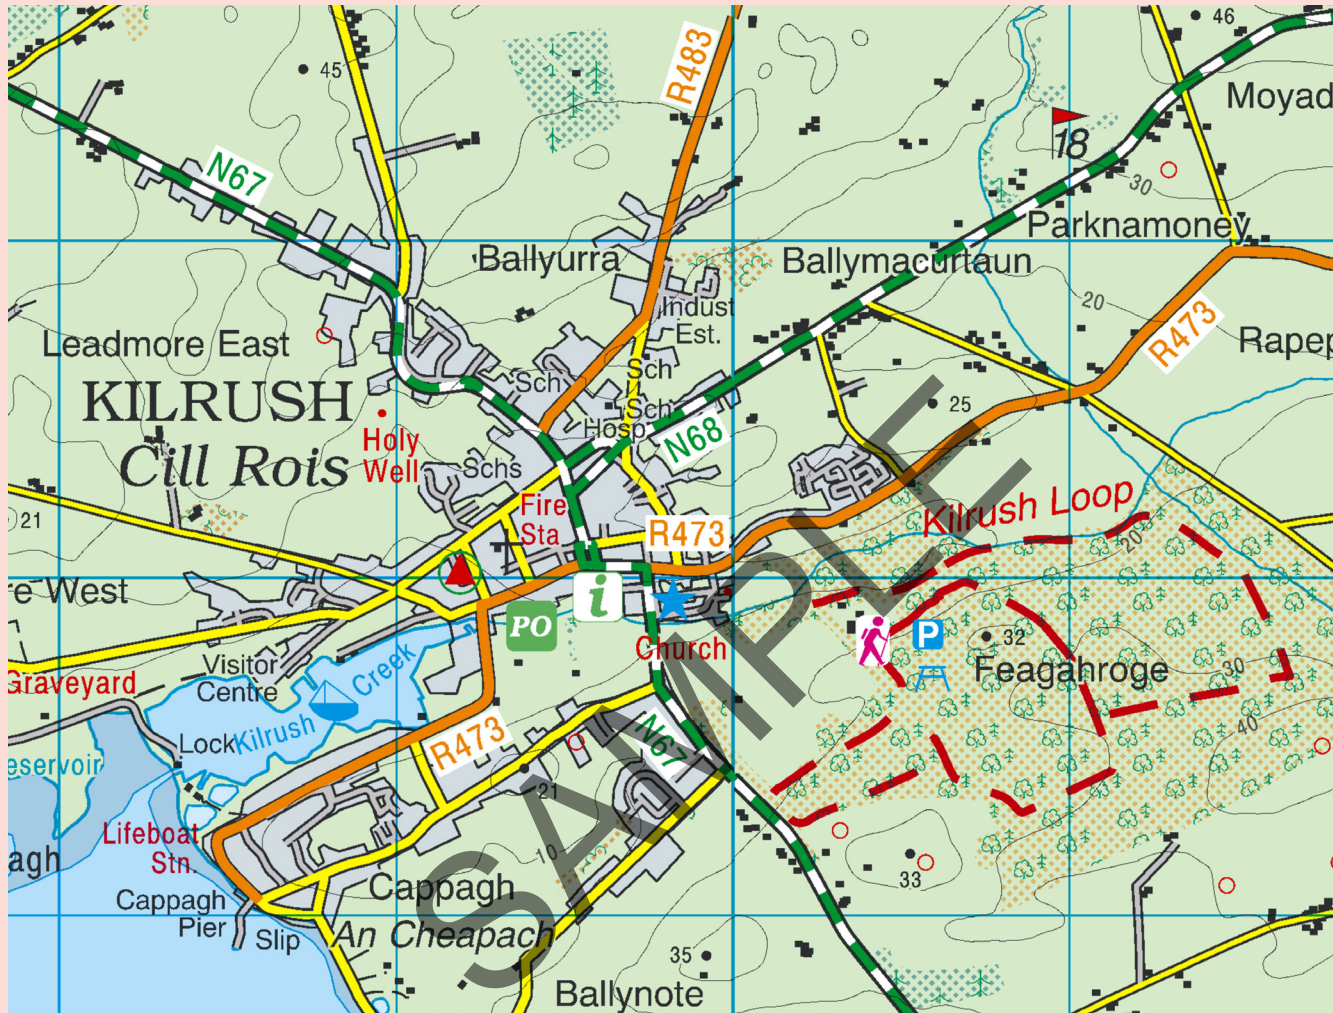 46
45
R483
Moyad
18
N67
30
Parknamoney
Ballyurra
Ballymacurtaun
20
Indust
Est.
R473
Leadmore East
Rapep
Sch
Sch
KILRUSH
25
Sch
Holy
Well
Hosp
N68
Cill Rois
Schs
Kilrush Loop
21
Fire
Sta.
R473
20
re West
i
PO
P
32
Church
Feagahroge
30
Visitor
Centre
Creek
Graveyard
40
Lock
Kilrush
R473
N67
eservoir
21
Lifeboat
Stn.
10
agh
33
Cappagh
Cappagh
Pier
Slip
An Cheapach
35
Ballynote
SAMPLE